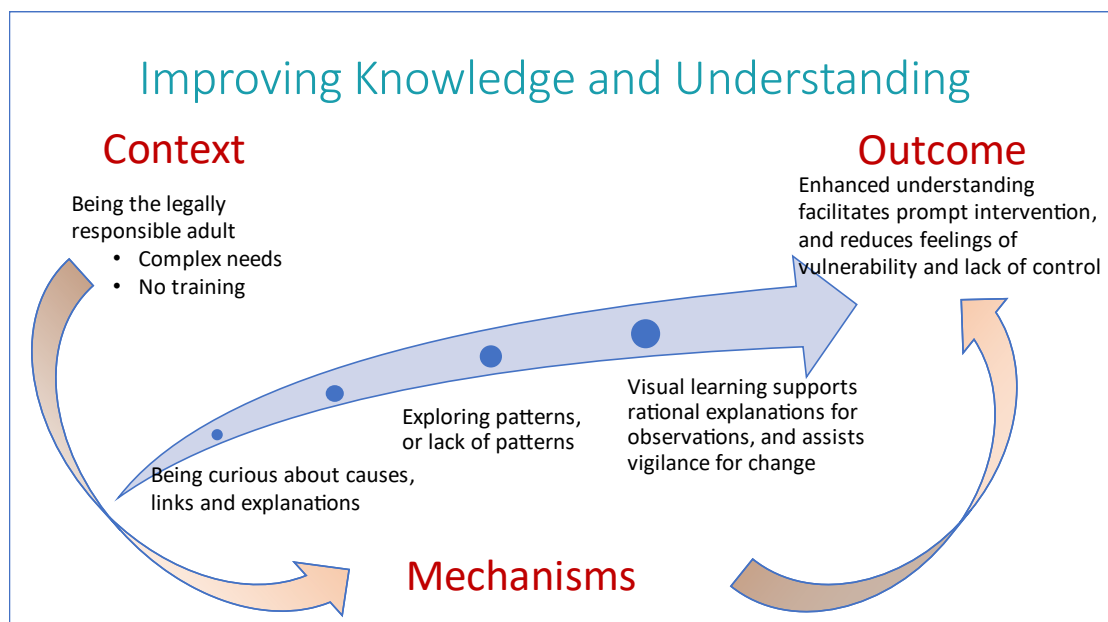 Improving Knowledge and Understanding
Context
Being the legally
responsible adult
• Complex needs
• No training
Outcome
Enhanced understanding
facilitates prompt intervention,
and reduces feelings of
vulnerability and lack of control
Being curious about causes,
links and explanations
Exploring patterns,
or lack of patterns
Visual learning supports
rational explanations for
observations, and assists
vigilance for change
Mechanisms